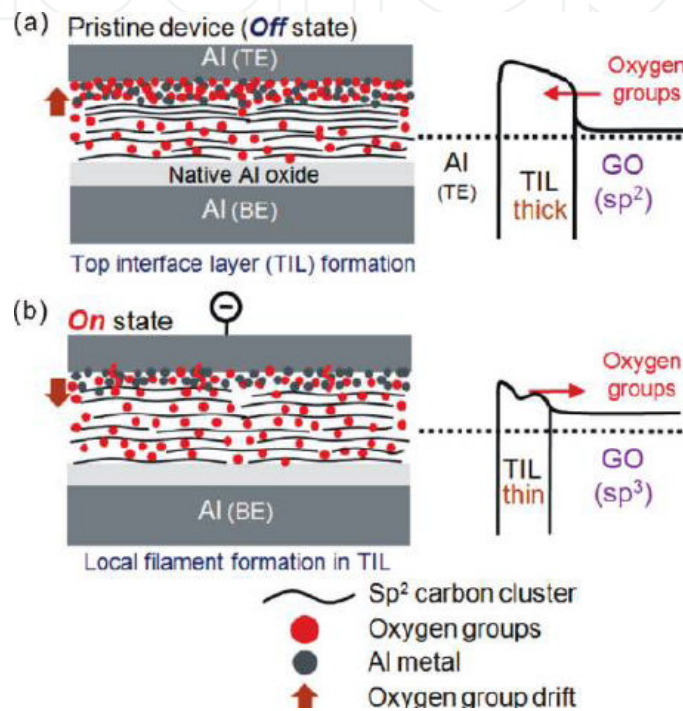 (a) Pristine device (Off state)
Al (TE)
Native Al oxide
Al (BE)
Top interface layer (TIL) formation
Oxygen
groups
Al
(TE)
TIL
thick
GO
(sp²)
(b) On state
−
Al (BE)
Local filament formation in TIL
Oxygen
groups
TIL
thin
GO
(sp³)
Sp² carbon cluster
Oxygen groups
Al metal
Oxygen group drift